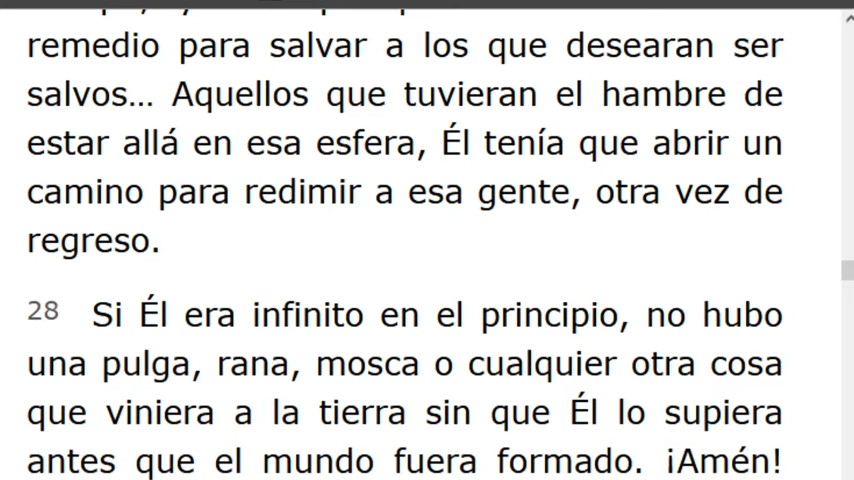 remedio para salvar a los que desearan ser
salvos… Aquellos que tuvieran el hambre de
estar allá en esa esfera, Él tenía que abrir un
camino para redimir a esa gente, otra vez de
regreso.
28 Si Él era infinito en el principio, no hubo
una pulga, rana, mosca o cualquier otra cosa
que viniera a la tierra sin que Él lo supiera
antes que el mundo fuera formado. ¡Amén!